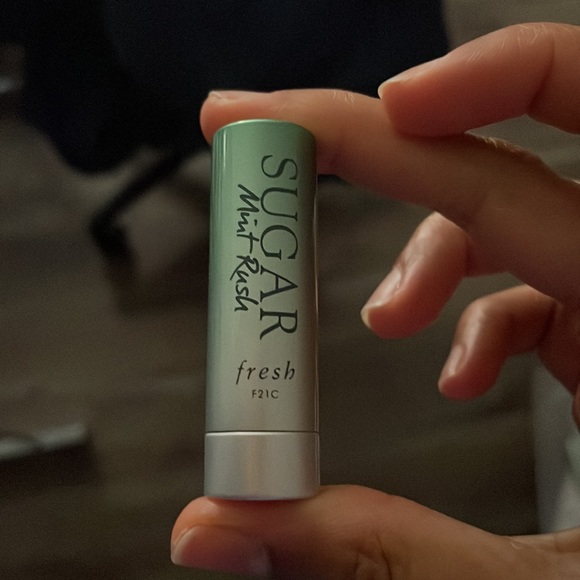 SUGAR
Mint Rush
fresh
F21C